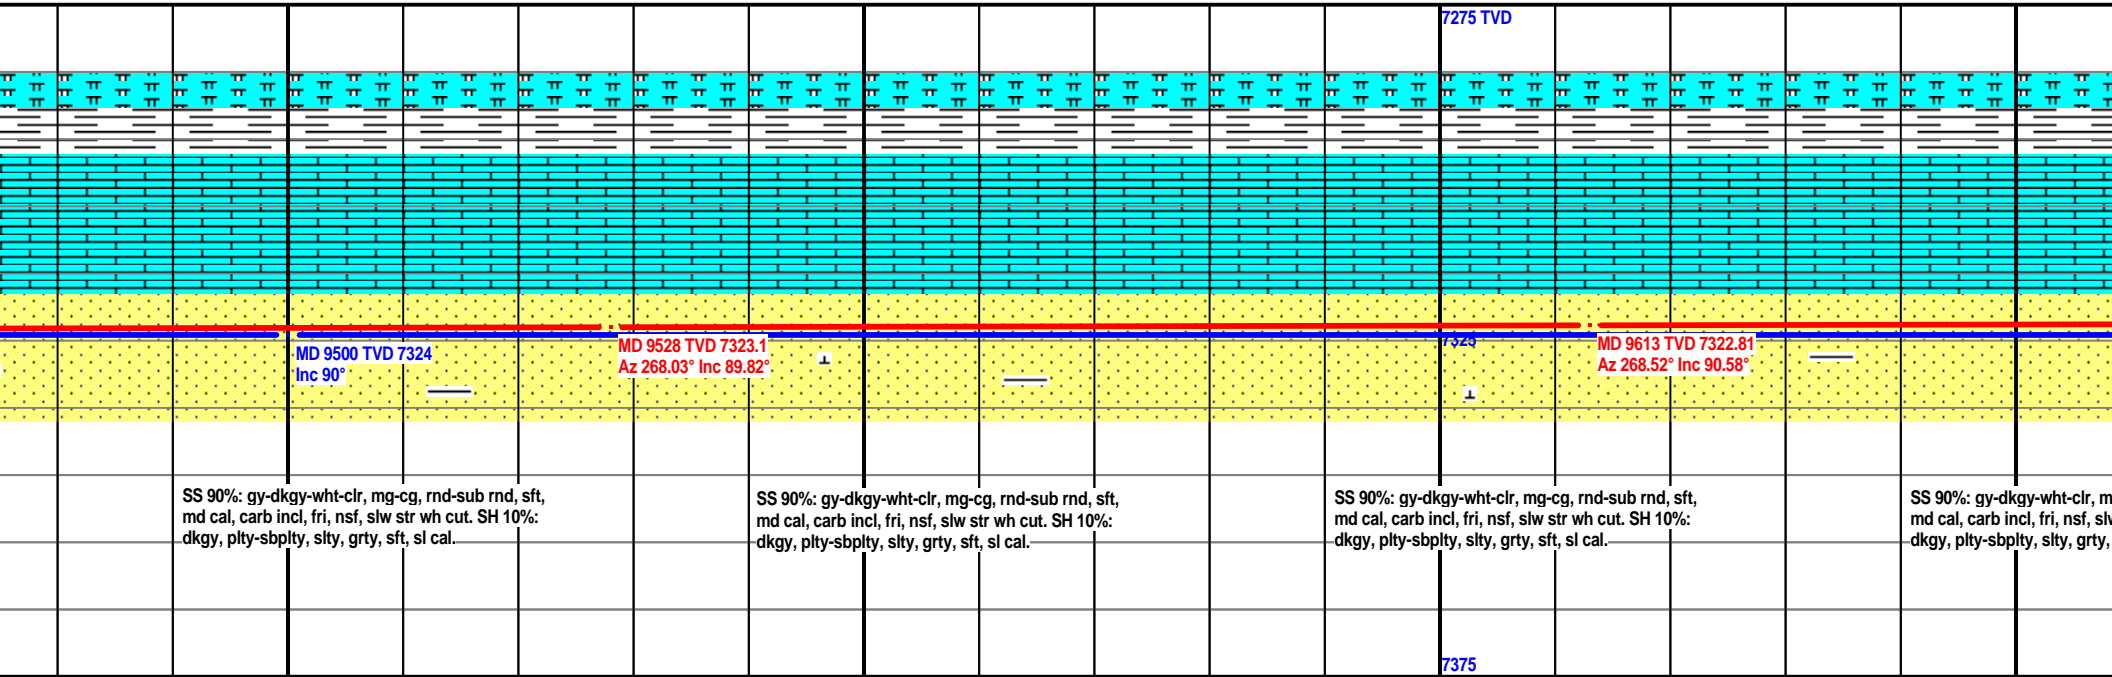 7275 TVD
MD 9500 TVD 7324
Inc 90°
MD 9528 TVD 7323.1
Az 268.03° Inc 89.82°
7325
MD 9613 TVD 7322.81
Az 268.52° Inc 90.58°
SS 90%: gy-dkgy-wht-clr, mg-cg, rnd-sub rnd, sft,
md cal, carb incl, fri, nsf, slw str wh cut. SH 10%:
dkgy, plty-sbplty, slty, grty, sft, sl cal.
SS 90%: gy-dkgy-wht-clr, mg-cg, rnd-sub rnd, sft,
md cal, carb incl, fri, nsf, slw str wh cut. SH 10%:
dkgy, plty-sbplty, slty, grty, sft, sl cal.
SS 90%: gy-dkgy-wht-clr, mg-cg, rnd-sub rnd, sft,
md cal, carb incl, fri, nsf, slw str wh cut. SH 10%:
dkgy, plty-sbplty, slty, grty, sft, sl cal.
SS 90%: gy-dkgy-wht-clr, m
md cal, carb incl, fri, nsf, slw
dkgy, plty-sbplty, slty, grty,
7375